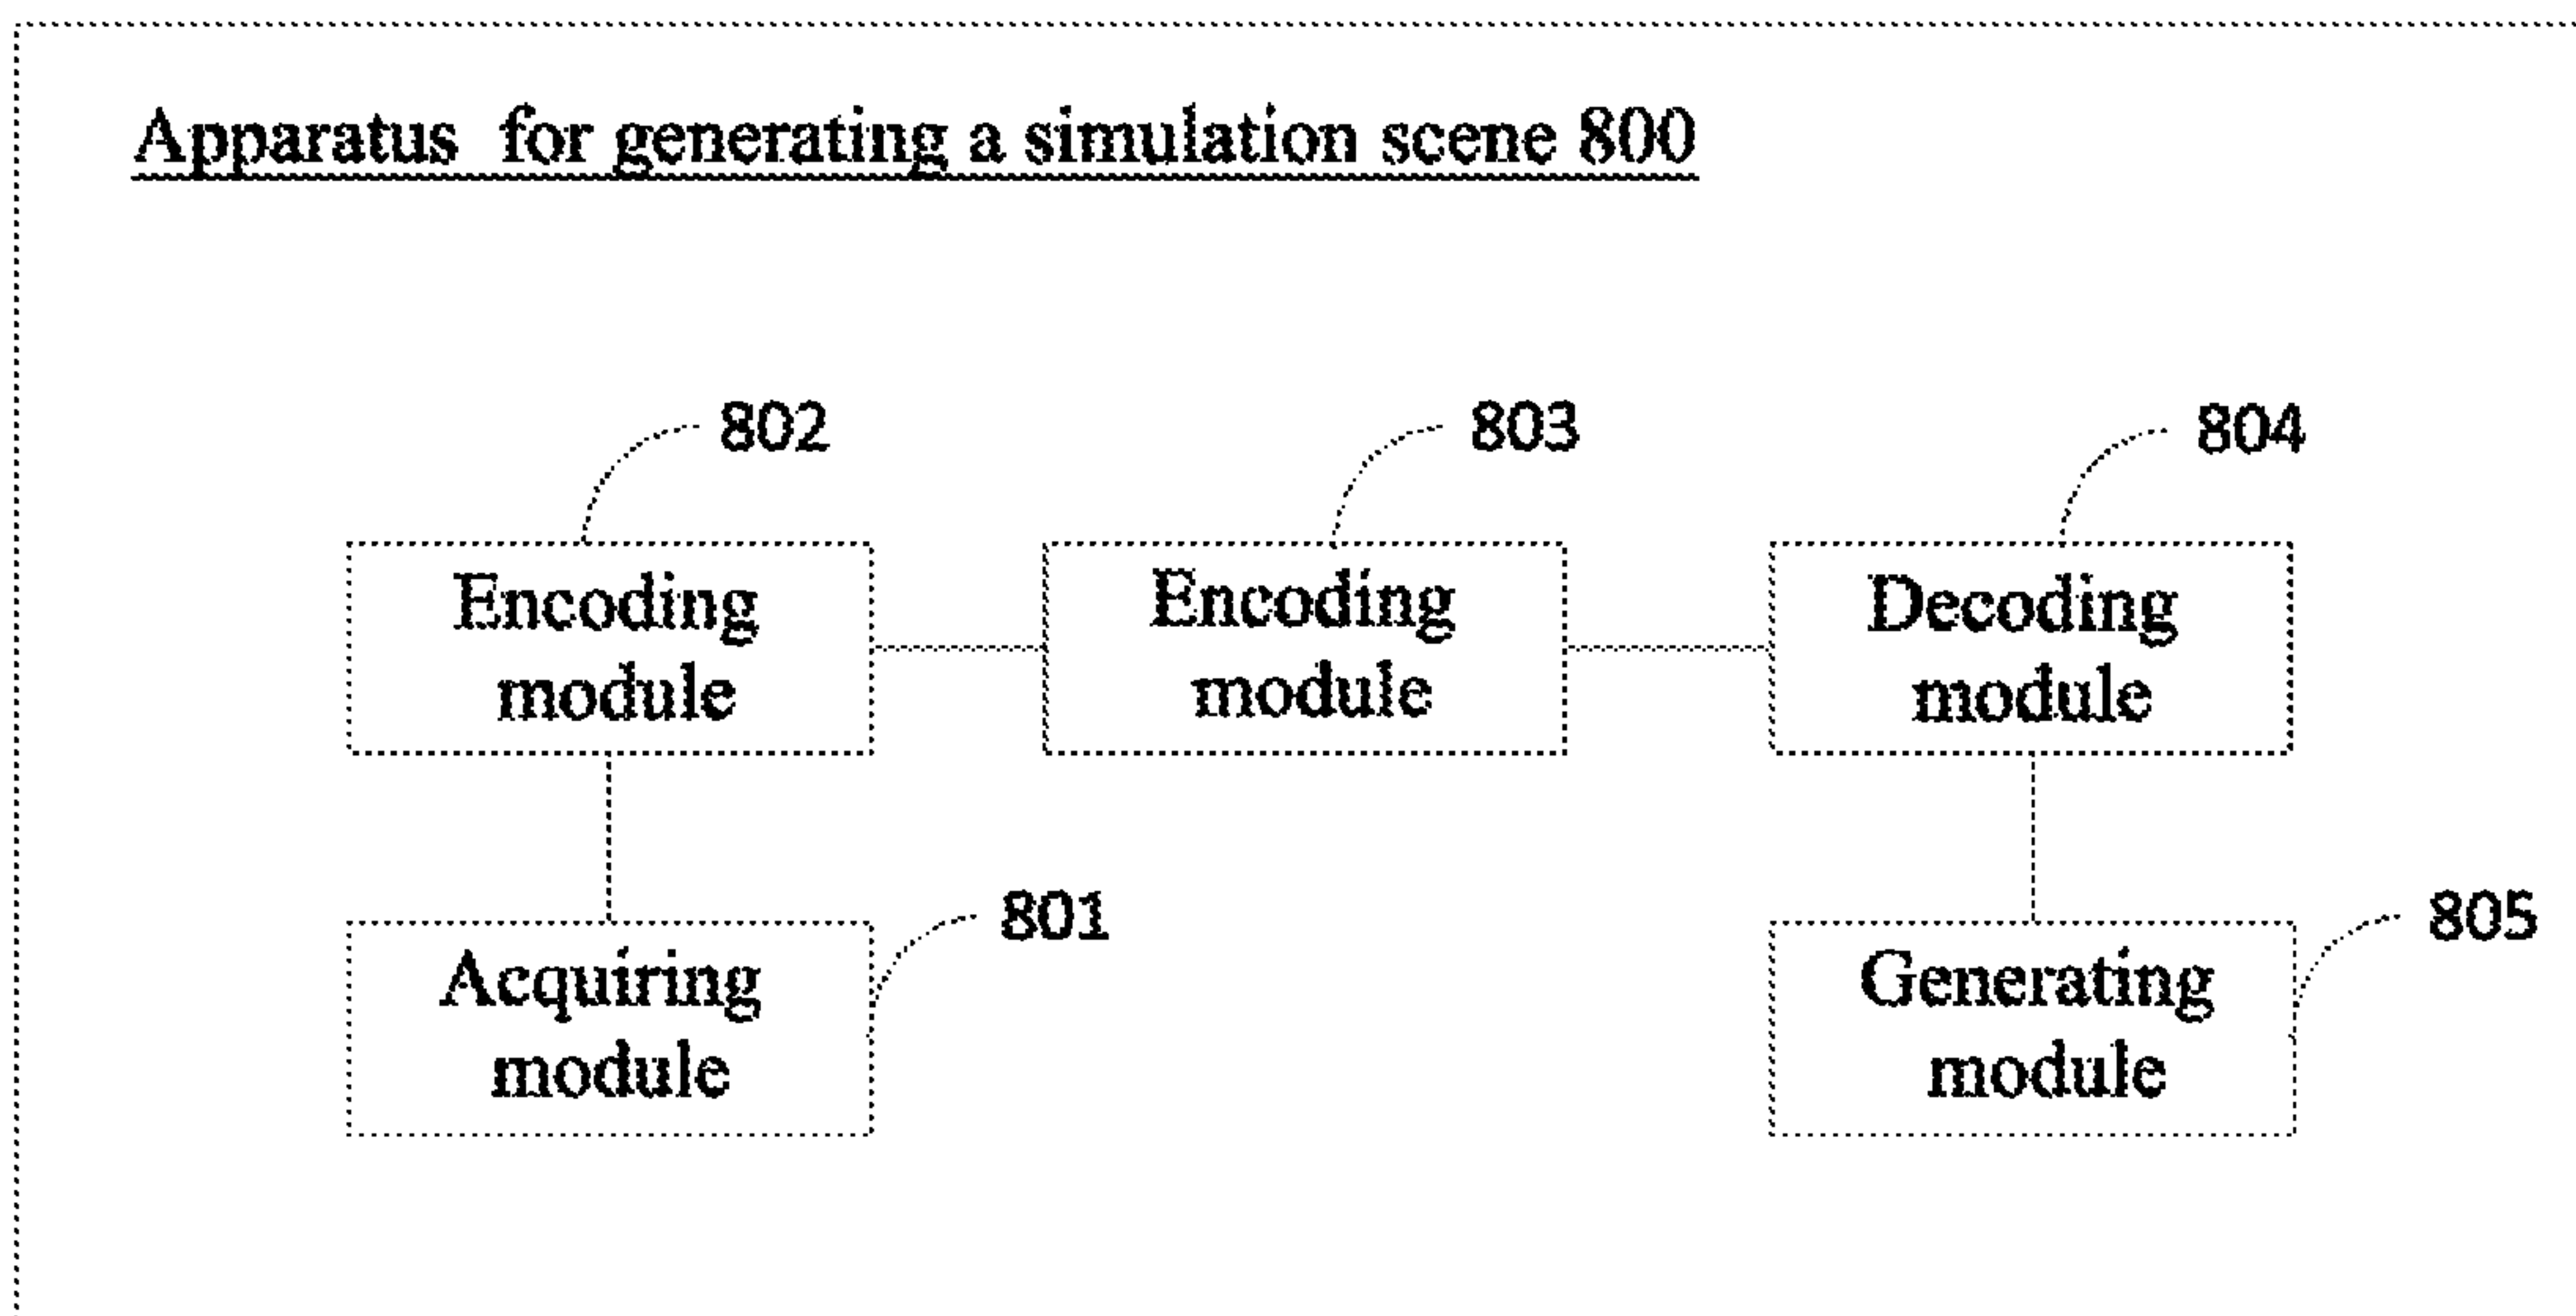 Apparatus for generating a simulation scene 800
802
803
804
Encoding
module
Encoding
module
Decoding
module
801
805
Acquiring
module
Generating
module